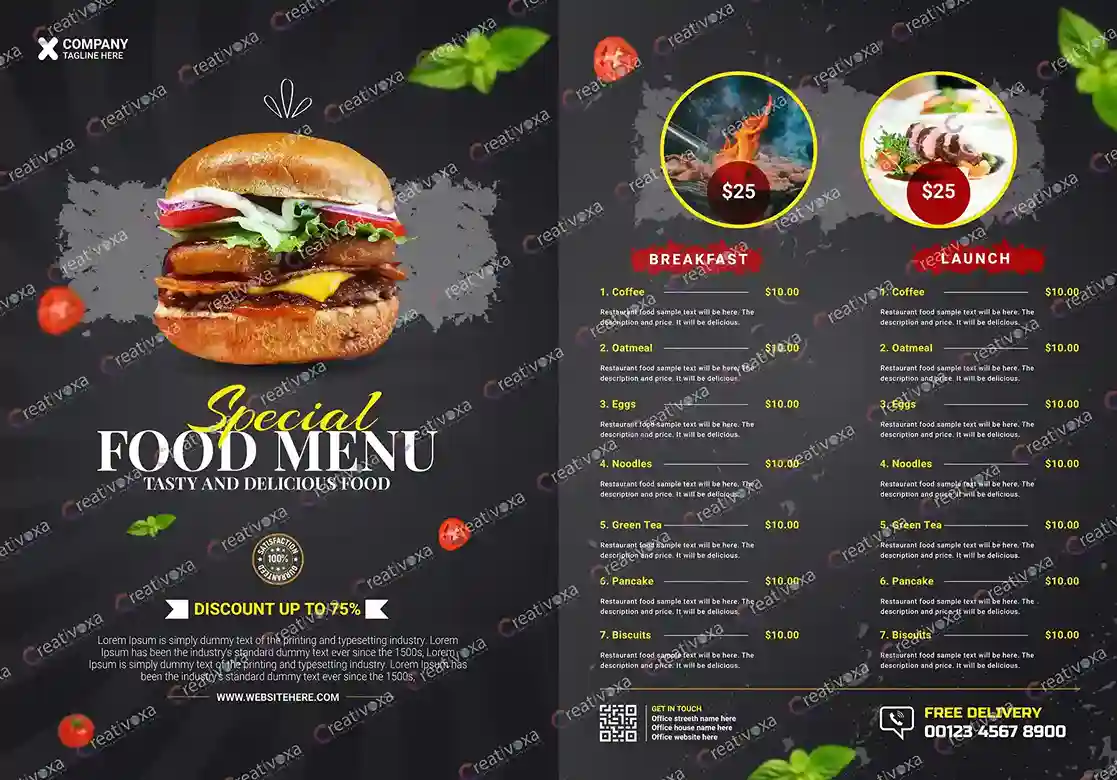 COMPANY
TAGLINE HERE
Special
FOOD MENU
TASTY AND DELICIOUS FOOD
SATISFACTION
100%
GUARANTEED
DISCOUNT UP TO 75%
Lorem Ipsum is simply dummy text of the printing and typesetting industry. Lorem
Ipsum has been the industry's standard dummy text ever since the 1500s, Lorem
Ipsum is simply dummy text of the printing and typesetting industry. Lorem Ipsum has
been the industry's standard dummy text ever since the 1500s,
WWW.WEBSITEHERE.COM
$25
BREAKFAST
1. Coffee $10.00
Restaurant food sample text will be here. The
description and price. It will be delicious.
2. Oatmeal $10.00
Restaurant food sample text will be here. The
description and price. It will be delicious.
3. Eggs $10.00
Restaurant food sample text will be here. The
description and price. It will be delicious.
4. Noodles $10.00
Restaurant food sample text will be here. The
description and price. It will be delicious.
5. Green Tea $10.00
Restaurant food sample text will be here. The
description and price. It will be delicious.
6. Pancake $10.00
Restaurant food sample text will be here. The
description and price. It will be delicious.
7. Biscuits $10.00
Restaurant food sample text will be here. The
description and price. It will be delicious.
$25
LAUNCH
1. Coffee $10.00
Restaurant food sample text will be here. The
description and price. It will be delicious.
2. Oatmeal $10.00
Restaurant food sample text will be here. The
description and price. It will be delicious.
3. Eggs $10.00
Restaurant food sample text will be here. The
description and price. It will be delicious.
4. Noodles $10.00
Restaurant food sample text will be here. The
description and price. It will be delicious.
5. Green Tea $10.00
Restaurant food sample text will be here. The
description and price. It will be delicious.
6. Pancake $10.00
Restaurant food sample text will be here. The
description and price. It will be delicious.
7. Biscuits $10.00
Restaurant food sample text will be here. The
description and price. It will be delicious.
GET IN TOUCH
Office streeth name here
Office house name here
Office website here
FREE DELIVERY
00123 4567 8900
Creativoxa